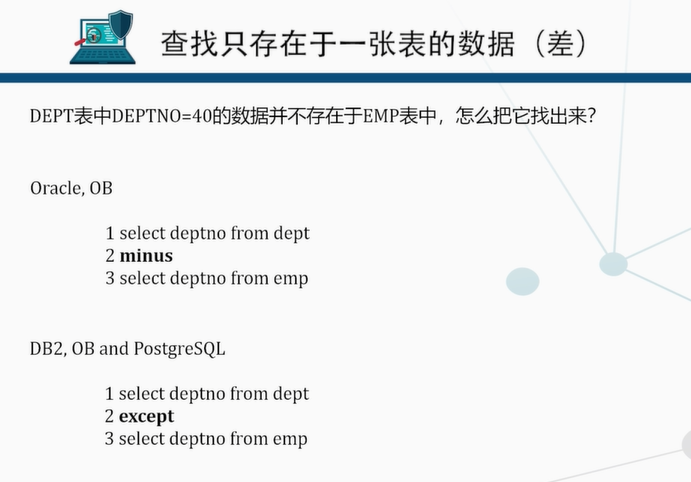 查找只存在于一张表的数据（差）
DEPT表中DEPTNO=40的数据并不存在于EMP表中，怎么把它找出来？
Oracle, OB
1 select deptno from dept
2 minus
3 select deptno from emp
DB2, OB and PostgreSQL
1 select deptno from dept
2 except
3 select deptno from emp